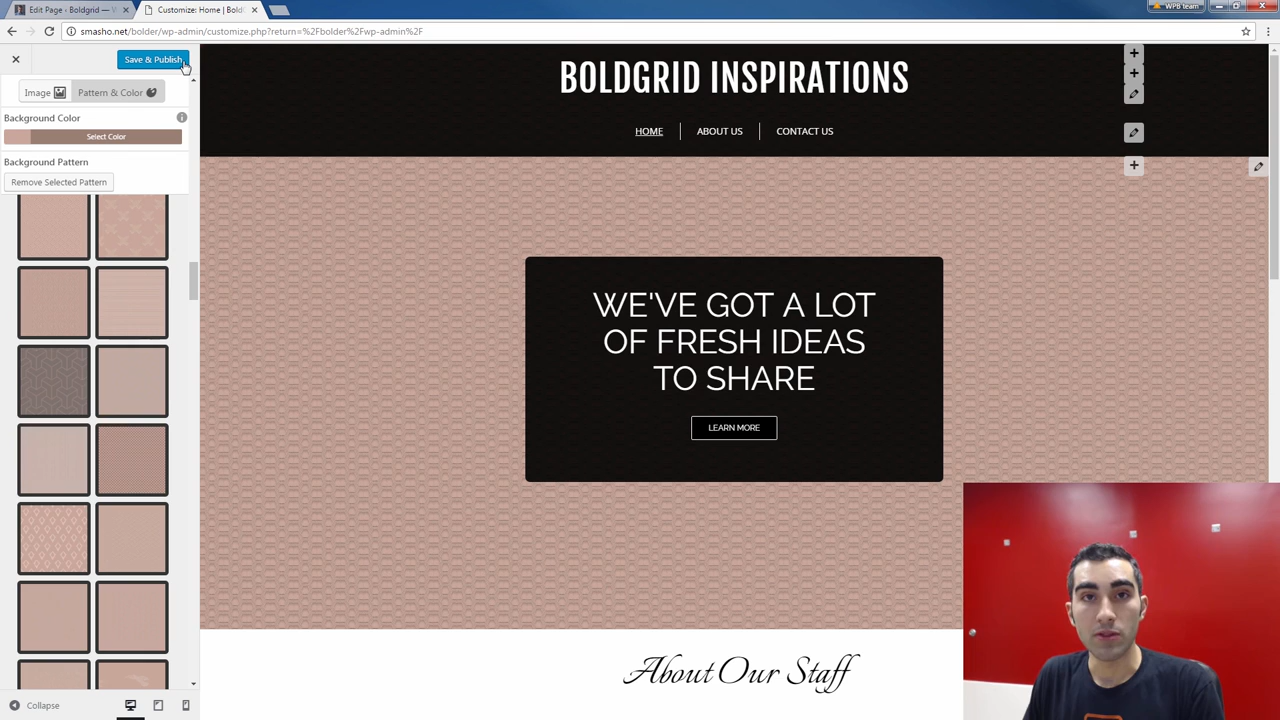 Edit Page ‹ Boldgrid — W
Customize: Home | Bold
WPB team
smasho.net/bolder/wp-admin/customize.php?return=%2Fbolder%2Fwp-admin%2F
Save & Publish
Image
Pattern & Color
Background Color
Select Color
Background Pattern
Remove Selected Pattern
Collapse
BOLDGRID INSPIRATIONS
HOME
ABOUT US
CONTACT US
WE'VE GOT A LOT
OF FRESH IDEAS
TO SHARE
LEARN MORE
About Our Staff